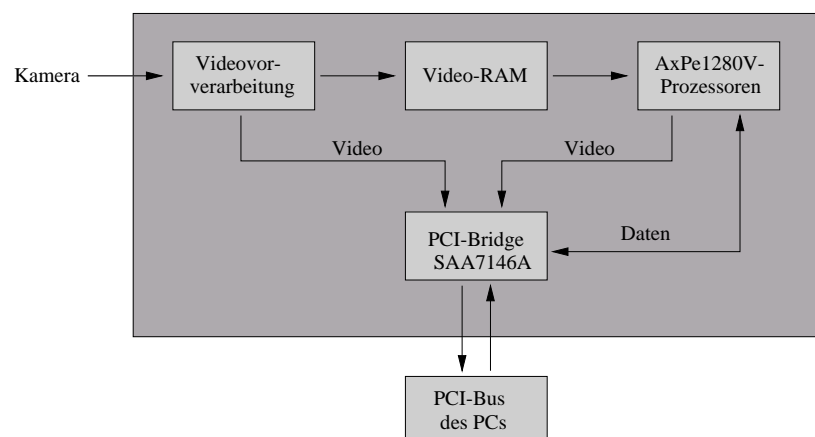 Kamera
Videovor-
verarbeitung
Video-RAM
AxPe1280V-
Prozessoren
Video
Video
PCI-Bridge
SAA7146A
Daten
PCI-Bus
des PCs